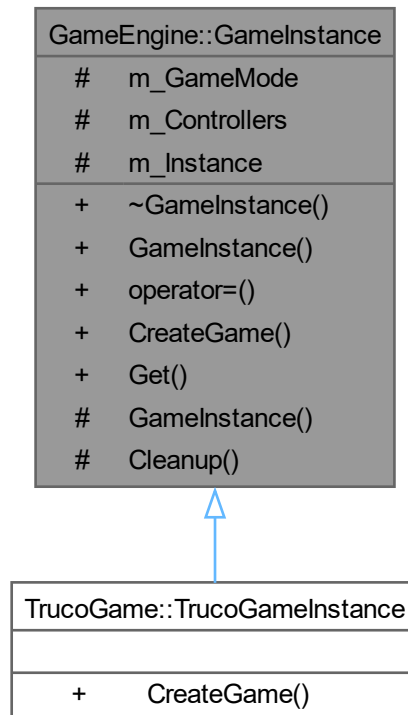 GameEngine::GameInstance
# m_GameMode
# m_Controllers
# m_Instance
+ ~GameInstance()
+ GameInstance()
+ operator=()
+ CreateGame()
+ Get()
# GameInstance()
# Cleanup()
TrucoGame::TrucoGameInstance
+ CreateGame()